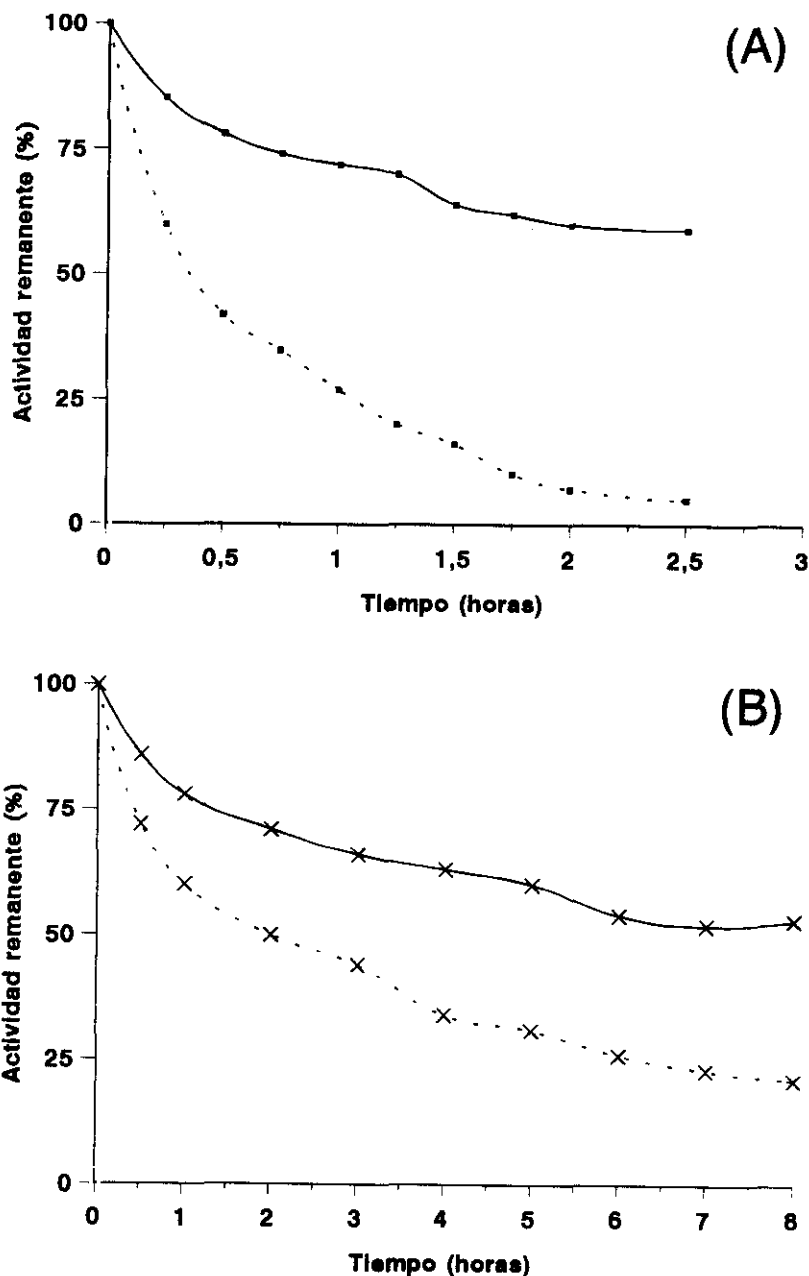 (A)
Actividad remanente (%)
100
75
50
25
0
0 0,5 1 1,5 2 2,5 3
Tiempo (horas)
(B)
Actividad remanente (%)
100
75
50
25
0
0 1 2 3 4 5 6 7 8
Tiempo (horas)